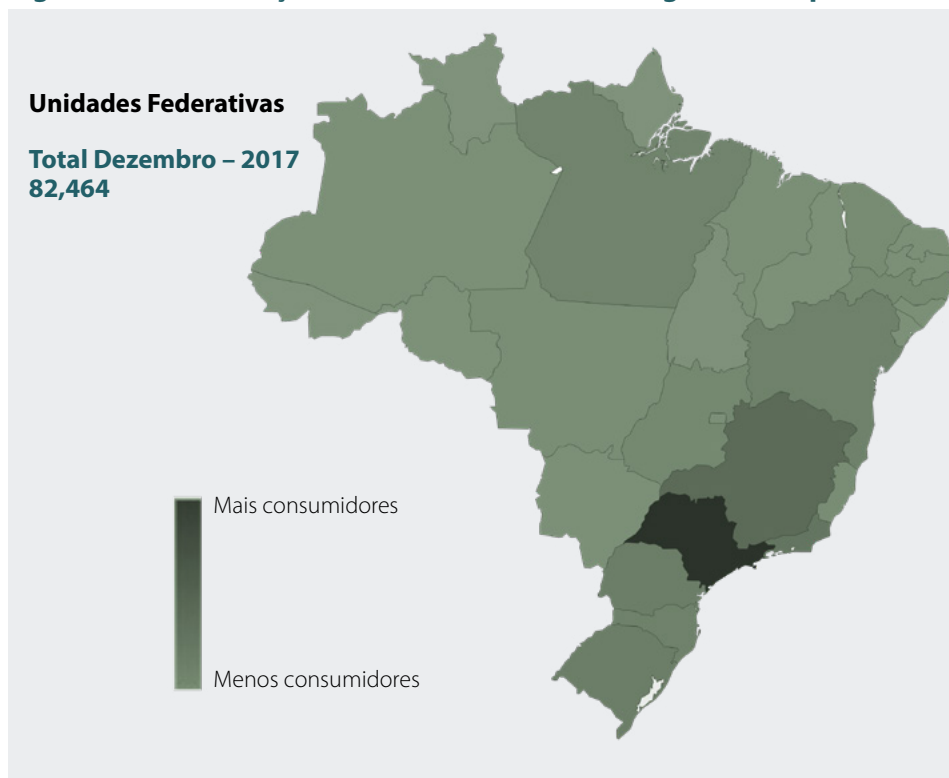 Unidades Federativas
Total Dezembro – 2017
82,464
Mais consumidores
Menos consumidores